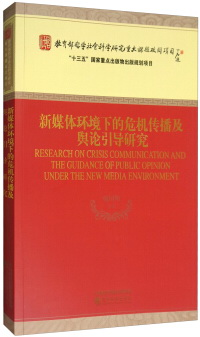 教育部哲学社会科学研究重大课题攻关项目
“十三五”国家重点出版物出版规划项目
新媒体环境下的危机传播及
舆论引导研究
RESEARCH ON CRISIS COMMUNICATION AND
THE GUIDANCE OF PUBLIC OPINION
UNDER THE NEW MEDIA ENVIRONMENT
新媒体环境下的危机传播及舆论引导研究